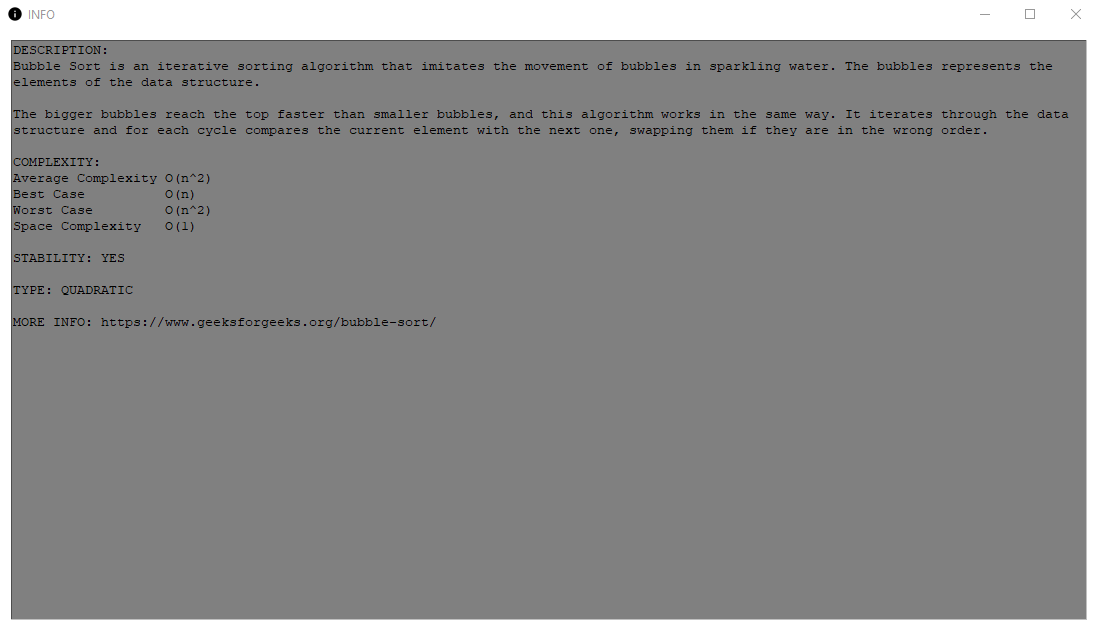 INFO
DESCRIPTION:
Bubble Sort is an iterative sorting algorithm that imitates the movement of bubbles in sparkling water. The bubbles represents the
elements of the data structure.
The bigger bubbles reach the top faster than smaller bubbles, and this algorithm works in the same way. It iterates through the data
structure and for each cycle compares the current element with the next one, swapping them if they are in the wrong order.
COMPLEXITY:
Average Complexity O(n^2)
Best Case          O(n)
Worst Case         O(n^2)
Space Complexity   O(1)
STABILITY: YES
TYPE: QUADRATIC
MORE INFO: https://www.geeksforgeeks.org/bubble-sort/